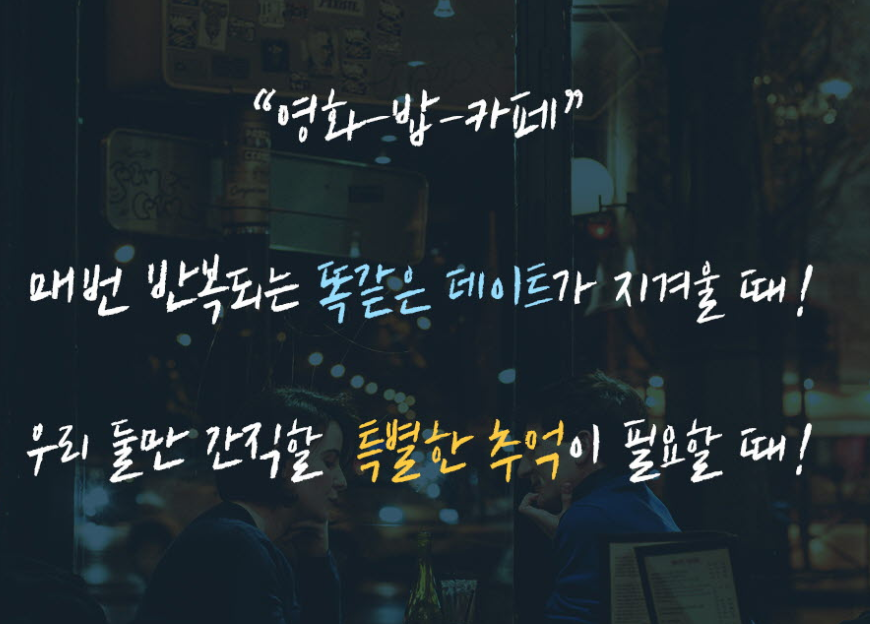 “영화-밥-카페”
매번 반복되는 똑같은 데이트가 지겨울 때!
우리 둘만 간직할 특별한 추억이 필요할 때!